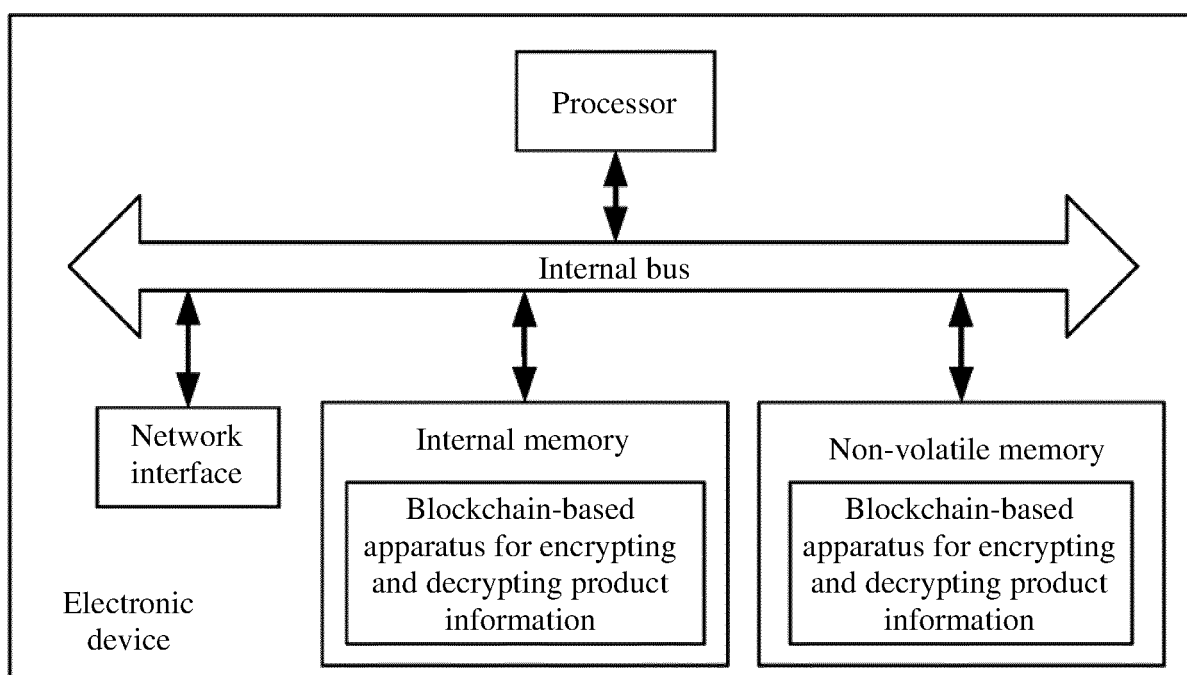 Processor
Internal bus
Network
interface
Internal memory
Blockchain-based
apparatus for encrypting
and decrypting product
information
Non-volatile memory
Blockchain-based
apparatus for encrypting
and decrypting product
information
Electronic
device